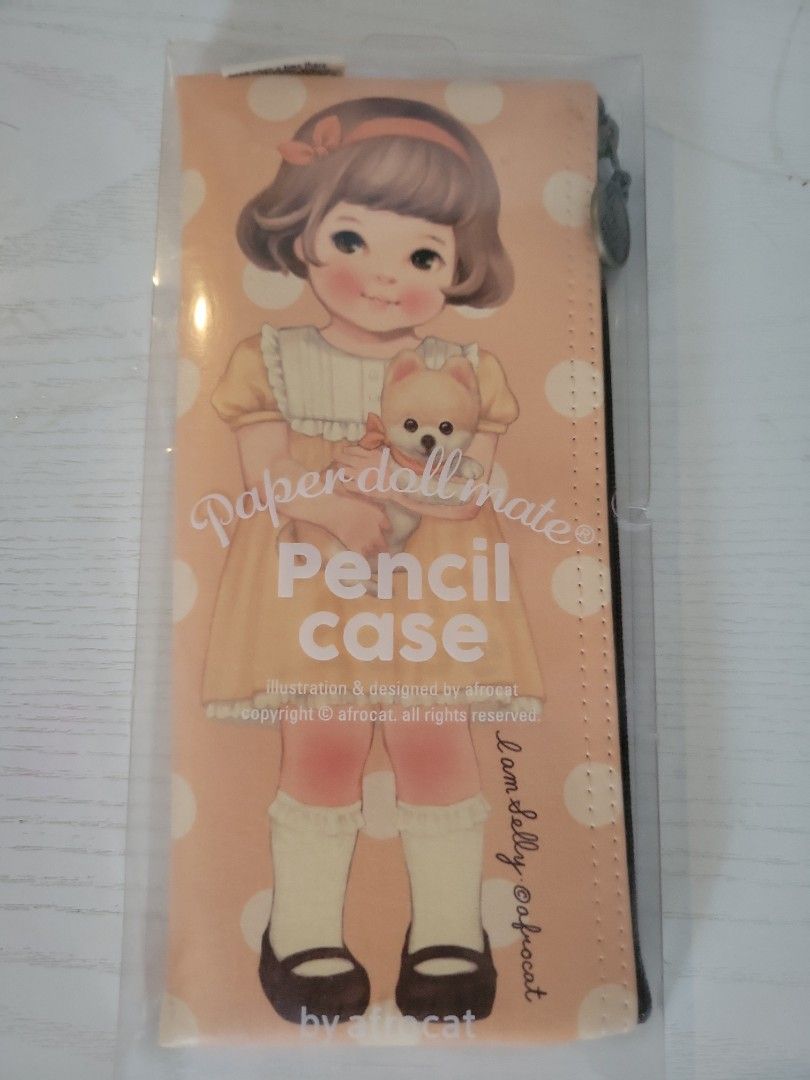 Paper doll mate®
Pencil
case
illustration & designed by afrocat
copyright © afrocat. all rights reserved.
I am Selly. ©afrocat
by afrocat